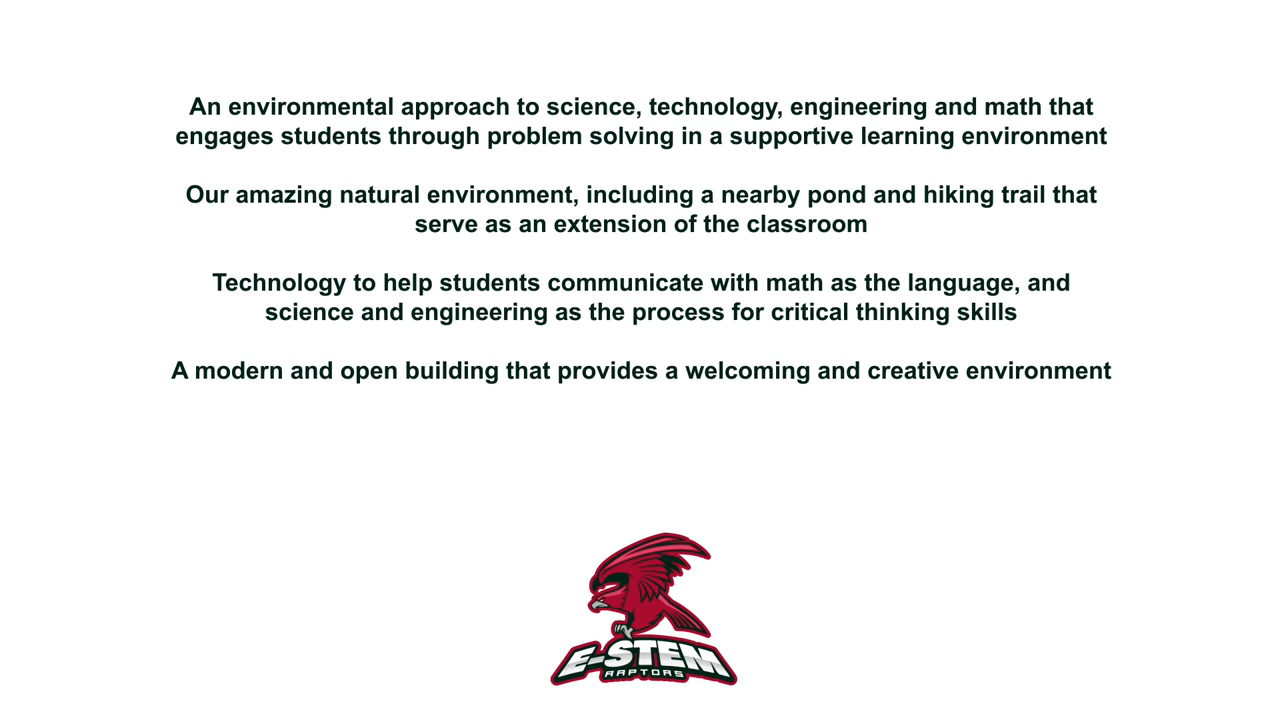 An environmental approach to science, technology, engineering and math that
engages students through problem solving in a supportive learning environment
Our amazing natural environment, including a nearby pond and hiking trail that
serve as an extension of the classroom
Technology to help students communicate with math as the language, and
science and engineering as the process for critical thinking skills
A modern and open building that provides a welcoming and creative environment
E-STEM
RAPTORS